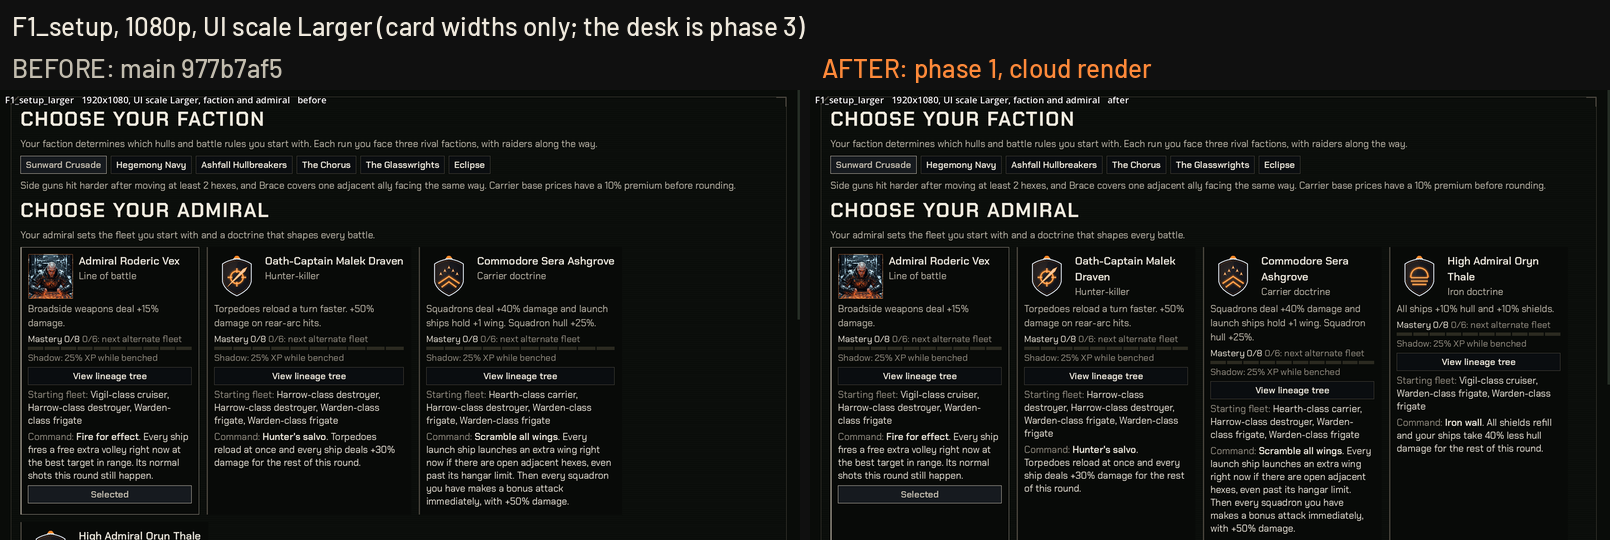 F1_setup, 1080p, UI scale Larger (card widths only; the desk is phase 3)
BEFORE: main 977b7af5
F1_setup_larger 1920x1080, UI scale Larger, faction and admiral before
CHOOSE YOUR FACTION
Your faction determines which hulls and battle rules you start with. Each run you face three rival factions, with raiders along the way.
Sunward Crusade Hegemony Navy Ashfall Hullbreakers The Chorus The Glasswrights Eclipse
Side guns hit harder after moving at least 2 hexes, and Brace covers one adjacent ally facing the same way. Carrier base prices have a 10% premium before rounding.
CHOOSE YOUR ADMIRAL
Your admiral sets the fleet you start with and a doctrine that shapes every battle.
Admiral Roderic Vex
Line of battle
Broadside weapons deal +15%
damage.
Mastery 0/8 0/6: next alternate fleet
Shadow: 25% XP while benched
View lineage tree
Starting fleet: Vigil-class cruiser,
Harrow-class destroyer, Warden-
class frigate
Command: Fire for effect. Every ship
fires a free extra volley right now at
the best target in range. Its normal
shots this round still happen.
Selected
Oath-Captain Malek Draven
Hunter-killer
Torpedoes reload a turn faster. +50%
damage on rear-arc hits.
Mastery 0/8 0/6: next alternate fleet
Shadow: 25% XP while benched
View lineage tree
Starting fleet: Harrow-class destroyer,
Harrow-class destroyer, Warden-class
frigate, Warden-class frigate
Command: Hunter's salvo. Torpedoes
reload at once and every ship deals +30%
damage for the rest of this round.
Commodore Sera Ashgrove
Carrier doctrine
Squadrons deal +40% damage and launch
ships hold +1 wing. Squadron hull +25%.
Mastery 0/8 0/6: next alternate fleet
Shadow: 25% XP while benched
View lineage tree
Starting fleet: Hearth-class carrier,
Harrow-class destroyer, Warden-class
frigate, Warden-class frigate
Command: Scramble all wings. Every
launch ship launches an extra wing right
now if there are open adjacent hexes, even
past its hangar limit. Then every squadron
you have makes a bonus attack
immediately, with +50% damage.
High Admiral Oryn Thale
AFTER: phase 1, cloud render
F1_setup_larger 1920x1080, UI scale Larger, faction and admiral after
CHOOSE YOUR FACTION
Your faction determines which hulls and battle rules you start with. Each run you face three rival factions, with raiders along the way.
Sunward Crusade Hegemony Navy Ashfall Hullbreakers The Chorus The Glasswrights Eclipse
Side guns hit harder after moving at least 2 hexes, and Brace covers one adjacent ally facing the same way. Carrier base prices have a 10% premium before rounding.
CHOOSE YOUR ADMIRAL
Your admiral sets the fleet you start with and a doctrine that shapes every battle.
Admiral Roderic Vex
Line of battle
Broadside weapons deal +15%
damage.
Mastery 0/8 0/6: next alternate fleet
Shadow: 25% XP while benched
View lineage tree
Starting fleet: Vigil-class cruiser,
Harrow-class destroyer, Warden-
class frigate
Command: Fire for effect. Every ship
fires a free extra volley right now at
the best target in range. Its normal
shots this round still happen.
Selected
Oath-Captain Malek
Draven
Hunter-killer
Torpedoes reload a turn faster. +50%
damage on rear-arc hits.
Mastery 0/8 0/6: next alternate fleet
Shadow: 25% XP while benched
View lineage tree
Starting fleet: Harrow-class
destroyer, Harrow-class destroyer,
Warden-class frigate, Warden-class
frigate
Command: Hunter's salvo.
Torpedoes reload at once and every
ship deals +30% damage for the rest
of this round.
Commodore Sera
Ashgrove
Carrier doctrine
Squadrons deal +40% damage and
launch ships hold +1 wing. Squadron
hull +25%.
Mastery 0/8 0/6: next alternate fleet
Shadow: 25% XP while benched
View lineage tree
Starting fleet: Hearth-class carrier,
Harrow-class destroyer, Warden-
class frigate, Warden-class frigate
Command: Scramble all wings. Every
launch ship launches an extra wing
right now if there are open adjacent
hexes, even past its hangar limit.
Then every squadron you have
makes a bonus attack immediately,
with +50% damage.
High Admiral Oryn
Thale
Iron doctrine
All ships +10% hull and +10% shields.
Mastery 0/8 0/6: next alternate fleet
Shadow: 25% XP while benched
View lineage tree
Starting fleet: Vigil-class cruiser,
Warden-class frigate, Warden-class
frigate
Command: Iron wall. All shields refill
and your ships take 40% less hull
damage for the rest of this round.